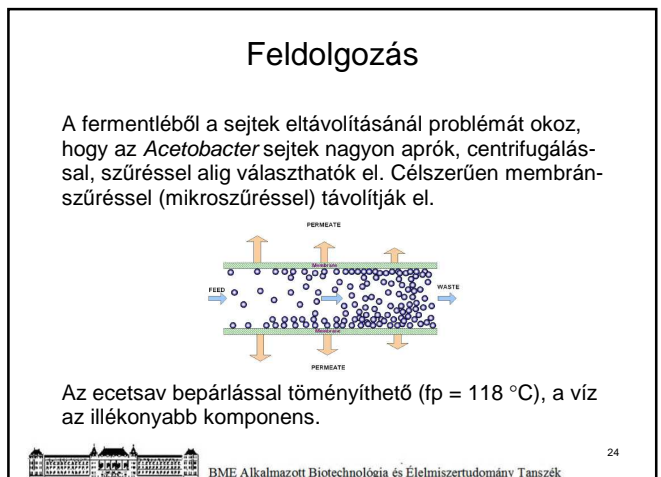 Feldolgozás
A fermentléből a sejtek eltávolításánál problémát okoz,
hogy az Acetobacter sejtek nagyon aprók, centrifugálás-
sal, szűréssel alig választhatók el. Célszerűen membrán-
szűréssel (mikroszűréssel) távolítják el.
PERMEATE
Membrane
FEED
WASTE
Membrane
PERMEATE
Az ecetsav bepárlással töményíthető (fp = 118 °C), a víz
az illékonyabb komponens.
24
BME Alkalmazott Biotechnológia és Élelmiszertudomány Tanszék